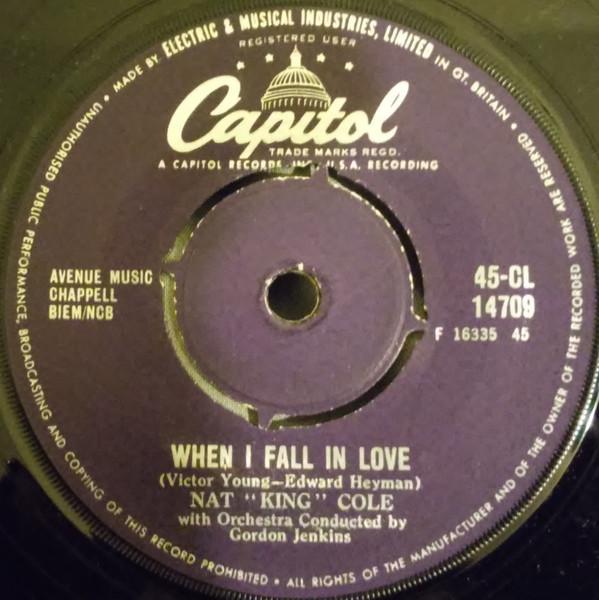 MADE BY ELECTRIC & MUSICAL INDUSTRIES, LIMITED IN GT. BRITAIN •
REGISTERED USER
Capitol
TRADE MARKS REGD.
A CAPITOL RECORDS, INC., U.S.A. RECORDING
AVENUE MUSIC
CHAPPELL
BIEM/NCB
45-CL
14709
F 16335 45
WHEN I FALL IN LOVE
(Victor Young—Edward Heyman)
NAT "KING" COLE
with Orchestra Conducted by
Gordon Jenkins
ALL RIGHTS OF THE MANUFACTURER AND OF THE OWNER OF THE RECORDED WORK ARE RESERVED •
UNAUTHORISED PUBLIC PERFORMANCE, BROADCASTING AND COPYING OF THIS RECORD PROHIBITED •